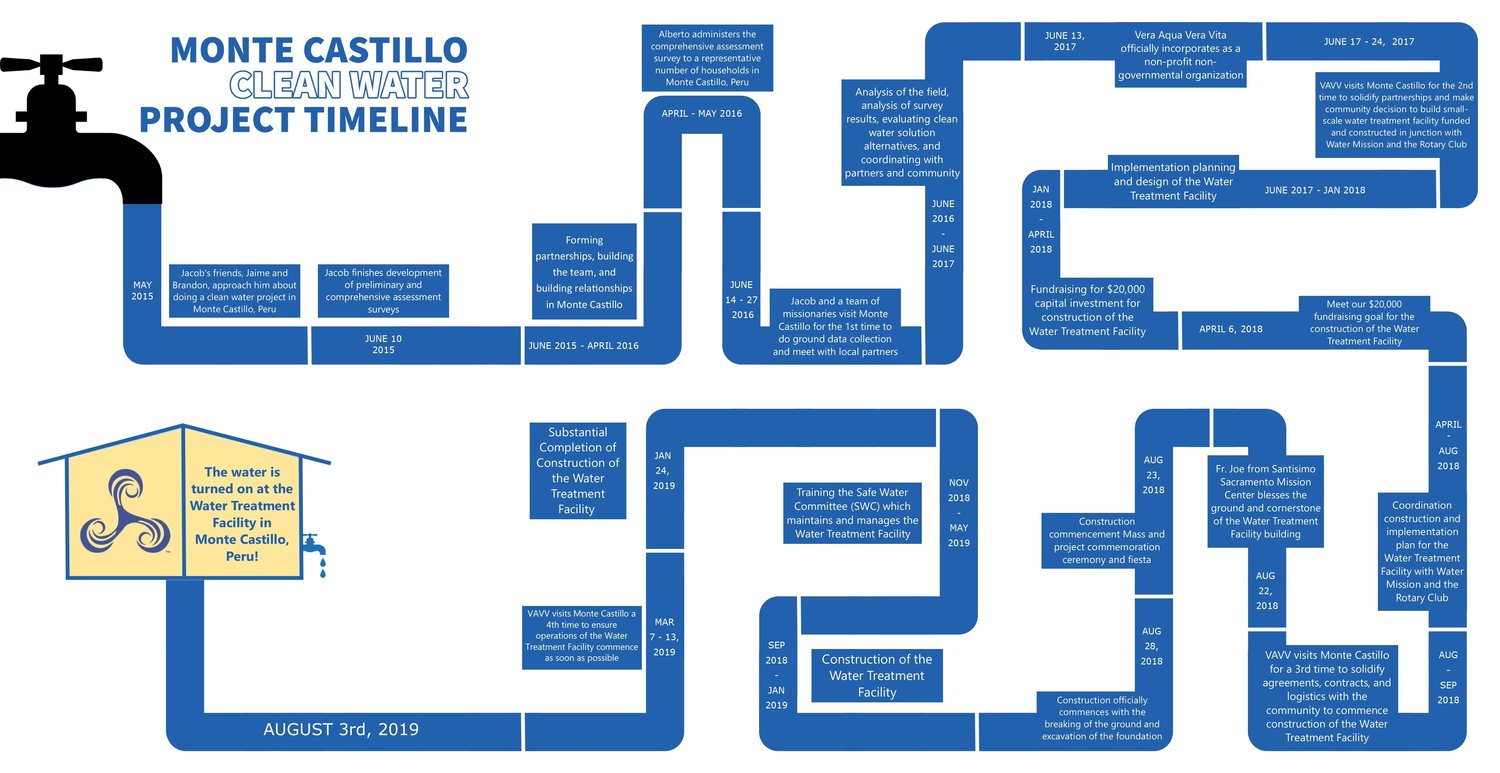 MONTE CASTILLO
CLEAN WATER
PROJECT TIMELINE
MAY
2015
Jacob's friends, Jaime and
Brandon, approach him about
doing a clean water project in
Monte Castillo, Peru
JUNE 10
2015
Jacob finishes development
of preliminary and
comprehensive assessment
surveys
JUNE 2015 - APRIL 2016
Forming
partnerships, building
the team, and
building relationships
in Monte Castillo
Alberto administers the
comprehensive assessment
survey to a representative
number of households in
Monte Castillo, Peru
APRIL - MAY 2016
JUNE
14 - 27
2016
Jacob and a team of
missionaries visit Monte
Castillo for the 1st time to
do ground data collection
and meet with local partners
Analysis of the field,
analysis of survey
results, evaluating clean
water solution
alternatives, and
coordinating with
partners and community
JUNE
2016
-
JUNE
2017
JUNE 13,
2017
Vera Aqua Vera Vita
officially incorporates as a
non-profit non-
governmental organization
JUNE 17 - 24, 2017
VAVV visits Monte Castillo for the 2nd
time to solidify partnerships and make
community decision to build small-
scale water treatment facility funded
and constructed in junction with
Water Mission and the Rotary Club
Implementation planning
and design of the Water
Treatment Facility
JUNE 2017 - JAN 2018
JAN
2018
-
APRIL
2018
Fundraising for $20,000
capital investment for
construction of the
Water Treatment Facility
APRIL 6, 2018
Meet our $20,000
fundraising goal for the
construction of the Water
Treatment Facility
APRIL
-
AUG
2018
Coordination
construction and
implementation
plan for the
Water Treatment
Facility with Water
Mission and the
Rotary Club
AUG
-
SEP
2018
VAVV visits Monte Castillo
for a 3rd time to solidify
agreements, contracts, and
logistics with the
community to commence
construction of the Water
Treatment Facility
AUG
22,
2018
Fr. Joe from Santisimo
Sacramento Mission
Center blesses the
ground and cornerstone
of the Water Treatment
Facility building
AUG
23,
2018
Construction
commencement Mass and
project commemoration
ceremony and fiesta
AUG
28,
2018
Construction officially
commences with the
breaking of the ground and
excavation of the foundation
SEP
2018
-
JAN
2019
Construction of the
Water Treatment
Facility
NOV
2018
-
MAY
2019
Training the Safe Water
Committee (SWC) which
maintains and manages the
Water Treatment Facility
JAN
24,
2019
Substantial
Completion of
Construction of
the Water
Treatment
Facility
MAR
7 - 13,
2019
VAVV visits Monte Castillo a
4th time to ensure
operations of the Water
Treatment Facility commence
as soon as possible
AUGUST 3rd, 2019
The water is
turned on at the
Water Treatment
Facility in
Monte Castillo,
Peru!